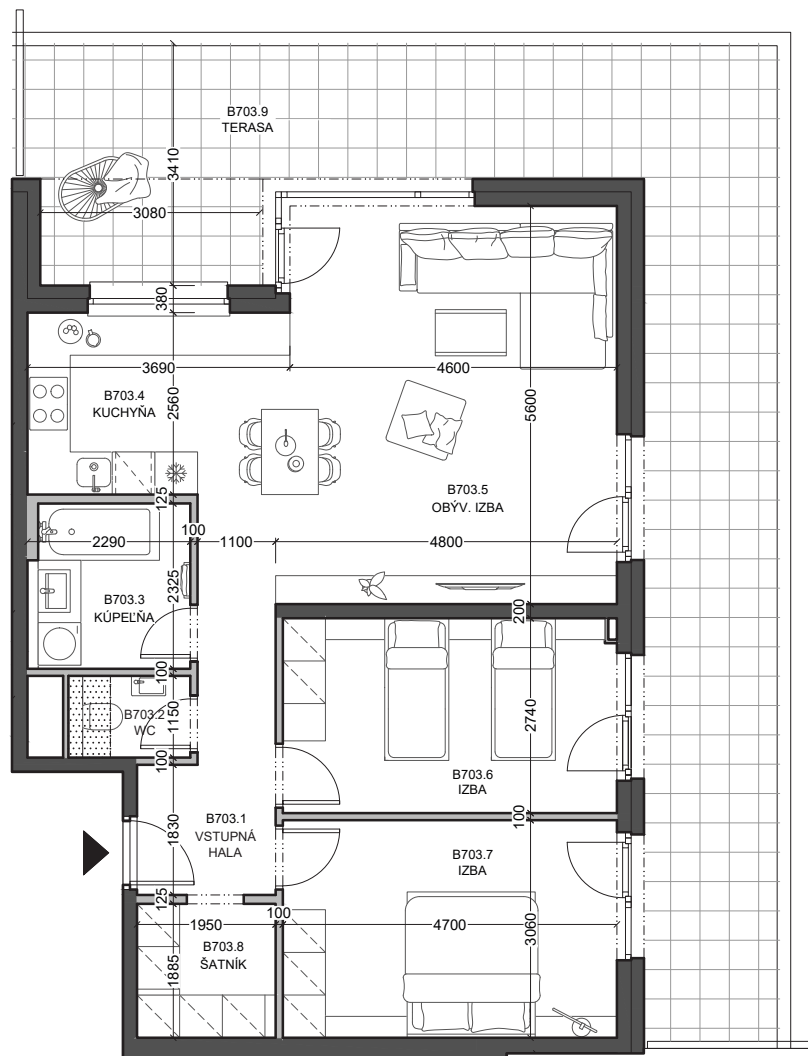 B703.9
TERASA
3410
3080
380
3690
4600
B703.4
KUCHYŇA
2560
5600
B703.5
OBÝV. IZBA
125
100
2290
1100
4800
2325
B703.3
KÚPEĽŇA
200
100
B703.2
WC
1150
2740
100
B703.6
IZBA
B703.1
VSTUPNÁ
HALA
1830
100
B703.7
IZBA
125
100
1950
4700
3060
B703.8
ŠATNÍK
1885